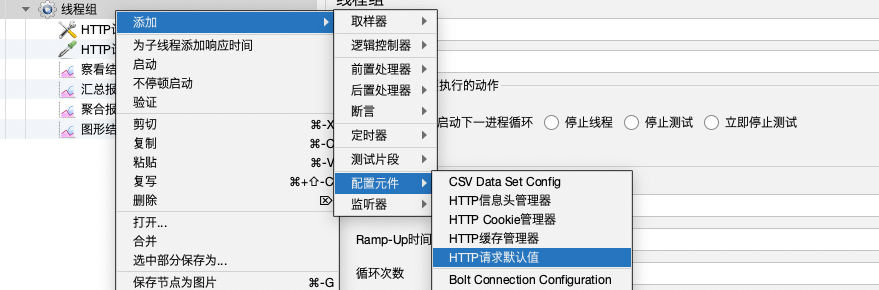 线程组
线程组
HTTP
HTTP
察看结
汇总报
聚合报
图形结
添加
为子线程添加响应时间
启动
不停顿启动
验证
剪切 ⌘-X
复制 ⌘-C
粘贴 ⌘-V
复写 ⌘+⇧-C
删除 ⌦
打开...
合并
选中部分保存为...
保存节点为图片 ⌘-G
取样器
逻辑控制器
前置处理器
后置处理器
断言
定时器
测试片段
配置元件
监听器
CSV Data Set Config
HTTP信息头管理器
HTTP Cookie管理器
HTTP缓存管理器
HTTP请求默认值
Bolt Connection Configuration
执行的动作
启动下一进程循环 停止线程 停止测试 立即停止测试
Ramp-Up时间
循环次数